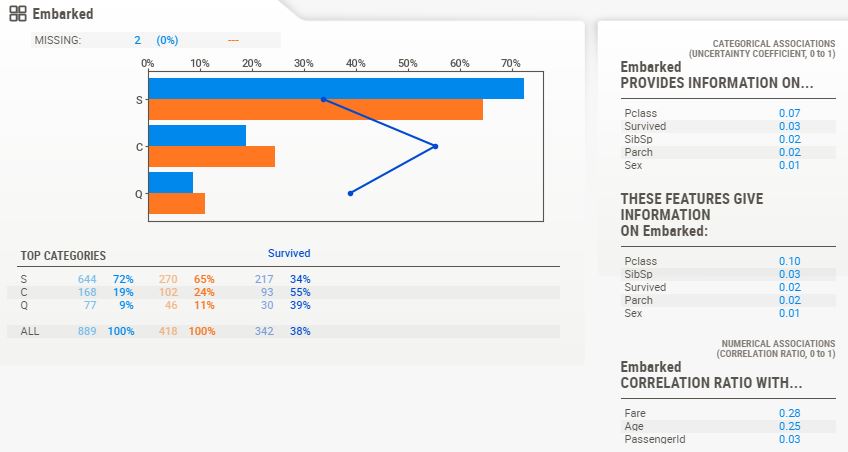 Embarked
MISSING: 2 (0%) ---
0% 10% 20% 30% 40% 50% 60% 70%
S
C
Q
TOP CATEGORIES Survived
S 644 72% 270 65% 217 34%
C 168 19% 102 24% 93 55%
Q 77 9% 46 11% 30 39%
ALL 889 100% 418 100% 342 38%
CATEGORICAL ASSOCIATIONS
(UNCERTAINTY COEFFICIENT, 0 to 1)
Embarked
PROVIDES INFORMATION ON...
Pclass 0.07
Survived 0.03
SibSp 0.02
Parch 0.02
Sex 0.01
THESE FEATURES GIVE
INFORMATION
ON Embarked:
Pclass 0.10
SibSp 0.03
Survived 0.02
Parch 0.02
Sex 0.01
NUMERICAL ASSOCIATIONS
(CORRELATION RATIO, 0 to 1)
Embarked
CORRELATION RATIO WITH...
Fare 0.28
Age 0.25
PassengerId 0.03